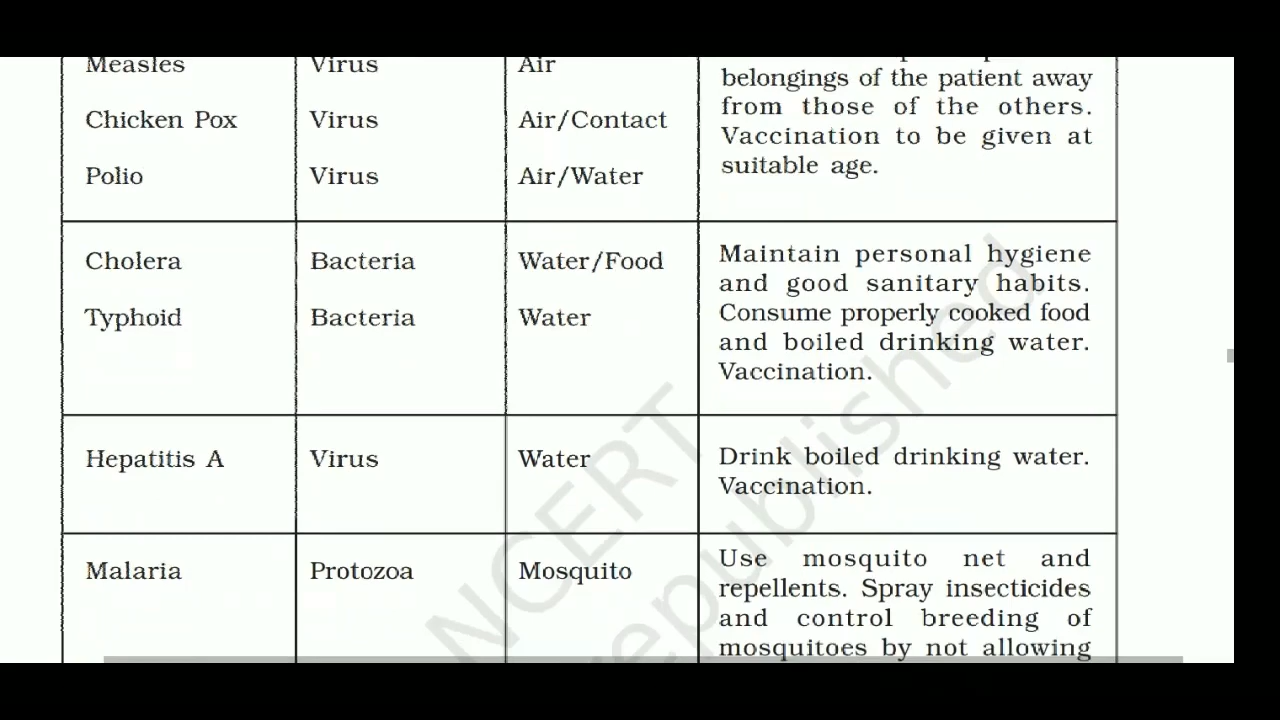 Measles Virus Air
belongings of the patient away
from those of the others.
Chicken Pox Virus Air/Contact
Vaccination to be given at
suitable age.
Polio Virus Air/Water
Cholera Bacteria Water/Food
Maintain personal hygiene
and good sanitary habits.
Typhoid Bacteria Water
Consume properly cooked food
and boiled drinking water.
Vaccination.
Hepatitis A Virus Water
Drink boiled drinking water.
Vaccination.
Malaria Protozoa Mosquito
Use mosquito net and
repellents. Spray insecticides
and control breeding of
mosquitoes by not allowing
NCERT
republished